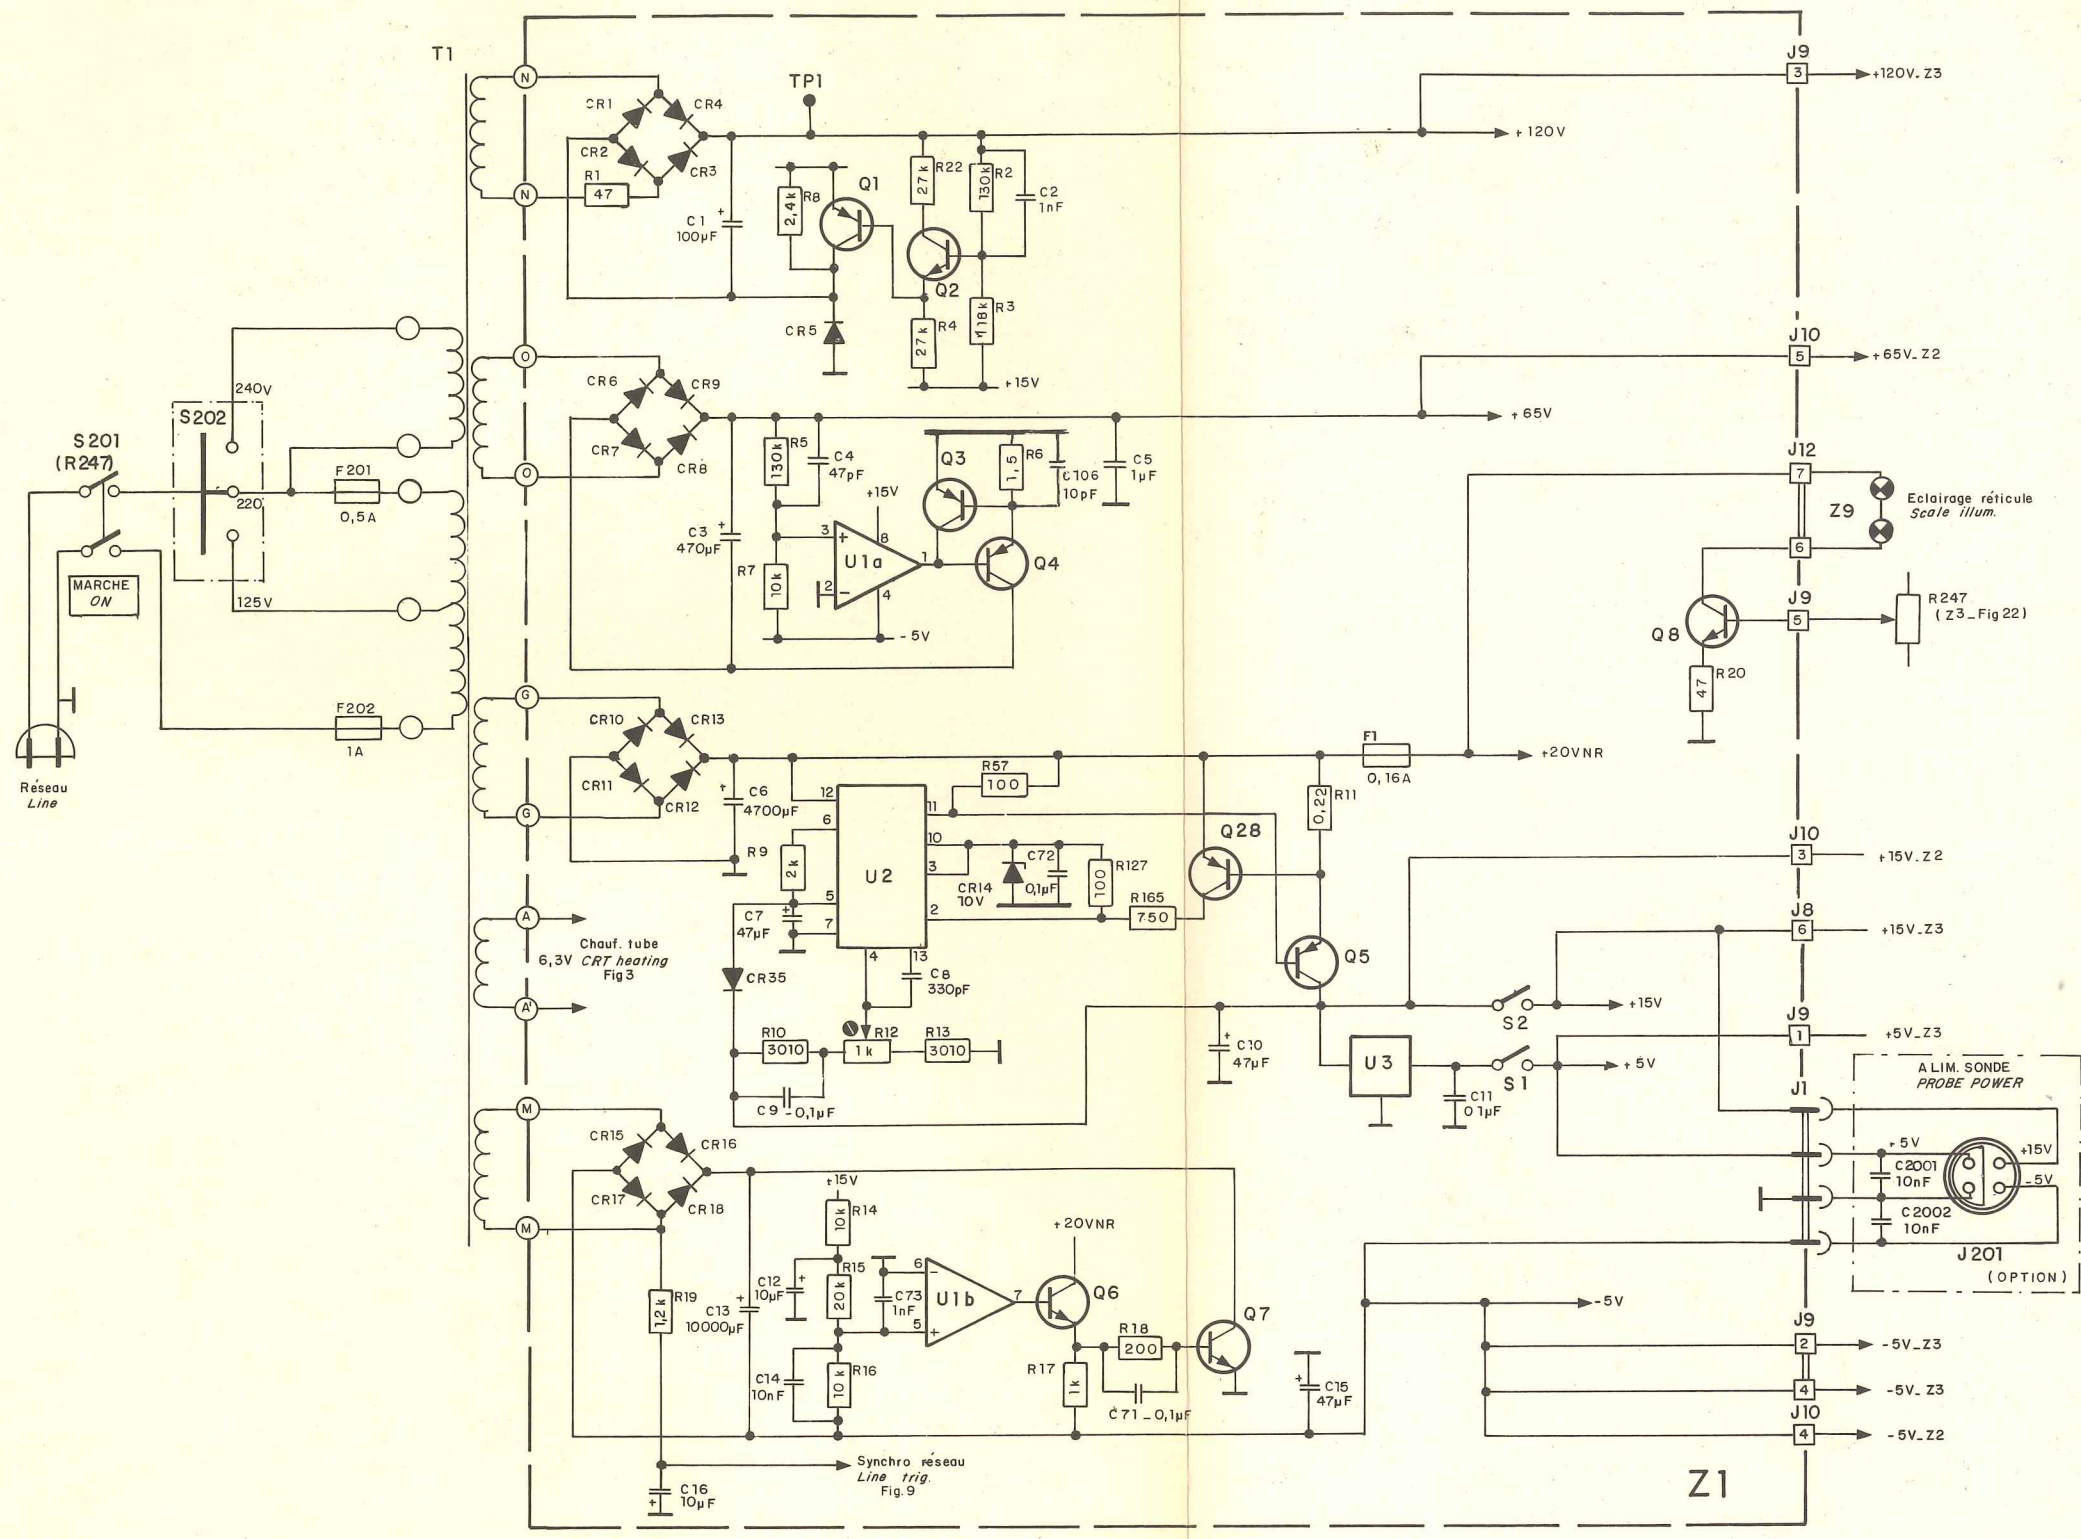 T1
J9
3
+120V_Z3
N
CR1
CR4
TP1
+120V
CR2
CR3
R1
47
N
C1
100µF
+
R8
2,4k
Q1
R22
27k
R2
130k
C2
1nF
Q2
R4
27k
R3
118k
CR5
+15V
J10
5
+65V_Z2
O
CR6
CR9
+65V
240V
S202
S201
(R247)
220
F201
0,5A
MARCHE
ON
125V
F202
1A
Réseau
Line
CR7
CR8
O
R5
130k
C4
47pF
Q3
R6
1,5
C106
10pF
C5
1µF
+15V
C3
470µF
+
3
+
8
U1a
1
2
-
4
Q4
R7
10k
-5V
J12
7
Z9
Eclairage réticule
Scale illum.
6
J9
5
R247
(Z3_Fig 22)
Q8
R20
47
G
CR10
CR13
F1
0,16A
+20VNR
CR11
CR12
G
C6
4700µF
+
R57
100
R11
0,22
12
6
11
10
3
5
7
2
4
13
U2
R9
2k
C72
0,1µF
CR14
10V
R127
100
Q28
R165
750
C7
47µF
+
J10
3
+15V_Z2
J8
6
+15V_Z3
A
Chauf. tube
6,3V CRT heating
Fig 3
A'
CR35
C8
330pF
Q5
R10
3010
R12
1k
R13
3010
C9_0,1µF
+
C10
47µF
S2
+15V
J9
1
+5V_Z3
U3
S1
+5V
C11
0 1µF
J1
ALIM. SONDE
PROBE POWER
+5V
+15V
C2001
10nF
-5V
C2002
10nF
J201
(OPTION)
M
CR15
CR16
CR17
CR18
M
+15V
R14
10k
+20VNR
C12
10µF
+
R15
20k
C73
1nF
6
-
U1b
7
5
+
Q6
R19
1,2k
C13
10000µF
+
C14
10nF
R16
10k
R17
1k
R18
200
C71_0,1µF
Q7
C15
47µF
+
-5V
J9
2
-5V_Z3
4
-5V_Z3
J10
4
-5V_Z2
Synchro réseau
Line trig.
Fig.9
C16
10µF
+
Z1